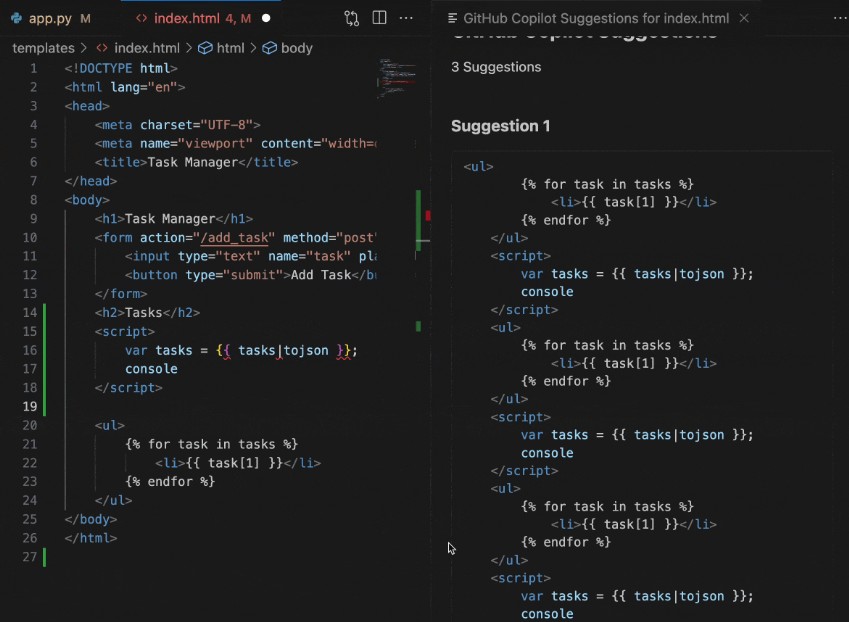 app.py M
index.html 4, M
templates > index.html > html > body
1 <!DOCTYPE html>
2 <html lang="en">
3 <head>
4 <meta charset="UTF-8">
5 <meta name="viewport" content="width=
6 <title>Task Manager</title>
7 </head>
8 <body>
9 <h1>Task Manager</h1>
10 <form action="/add_task" method="post"
11 <input type="text" name="task" pla
12 <button type="submit">Add Task</bu
13 </form>
14 <h2>Tasks</h2>
15 <script>
16 var tasks = {{ tasks|tojson }};
17 console
18 </script>
19
20 <ul>
21 {% for task in tasks %}
22 <li>{{ task[1] }}</li>
23 {% endfor %}
24 </ul>
25 </body>
26 </html>
27
GitHub Copilot Suggestions for index.html
GitHub Copilot Suggestions
3 Suggestions
Suggestion 1
<ul>
{% for task in tasks %}
<li>{{ task[1] }}</li>
{% endfor %}
</ul>
<script>
var tasks = {{ tasks|tojson }};
console
</script>
<ul>
{% for task in tasks %}
<li>{{ task[1] }}</li>
{% endfor %}
</ul>
<script>
var tasks = {{ tasks|tojson }};
console
</script>
<ul>
{% for task in tasks %}
<li>{{ task[1] }}</li>
{% endfor %}
</ul>
<script>
var tasks = {{ tasks|tojson }};
console